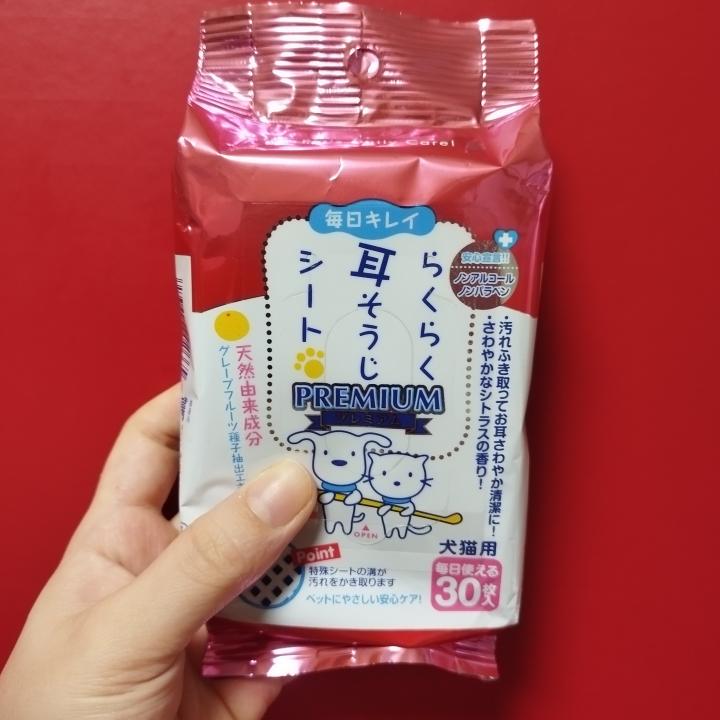 Care!
毎日キレイ
らくらく
耳そうじ
シート
PREMIUM
プレミアム
安心宣言!!
ノンアルコール
ノンパラベン
・汚れふき取ってお耳さわやか清潔に!
・さわやかなシトラスの香り!
天然由来成分
グレープフルーツ種子抽出エキ
OPEN
犬猫用
毎日使える
30枚入
Point
特殊シートの溝が
汚れをかき取ります
ペットにやさしい安心ケア!